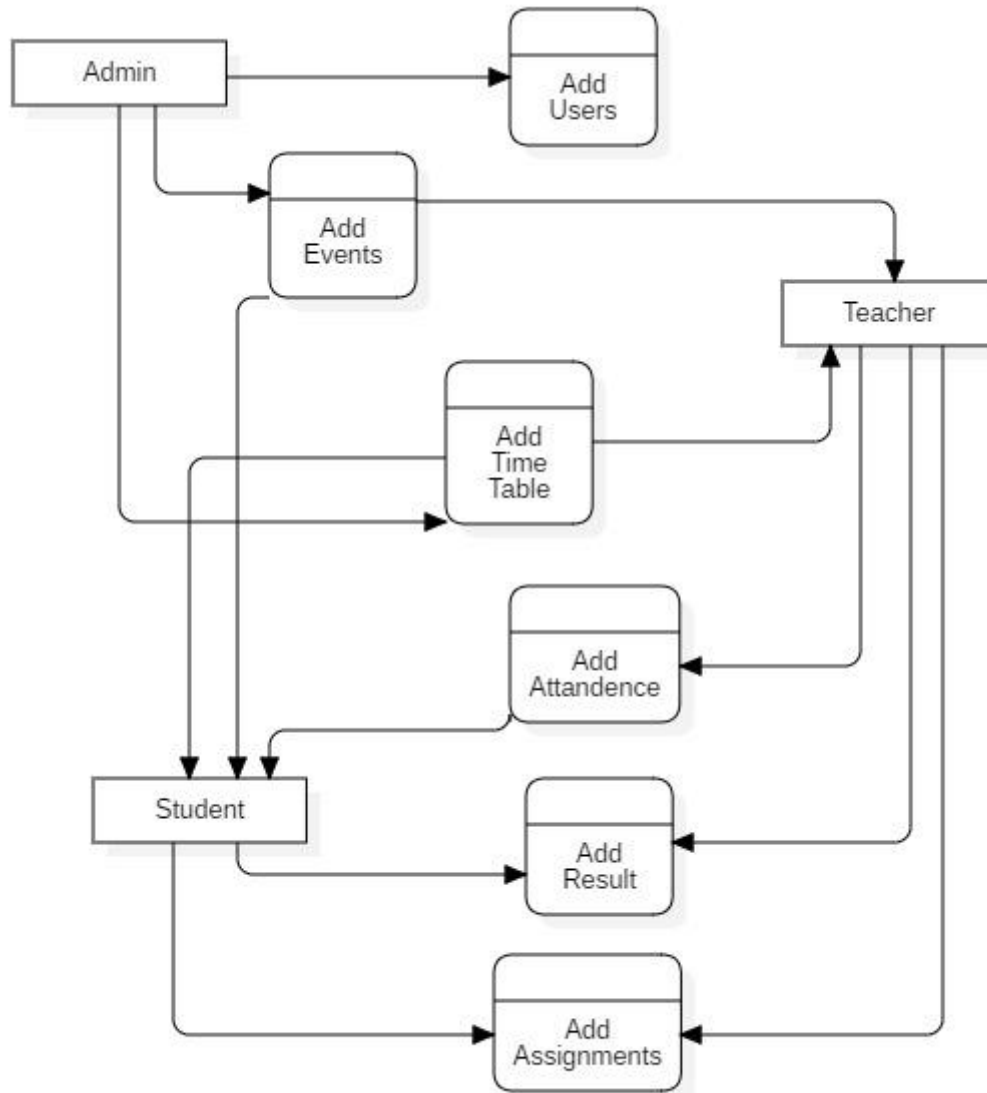 Admin
Add
Users
Add
Events
Teacher
Add
Time
Table
Add
Attandence
Student
Add
Result
Add
Assignments